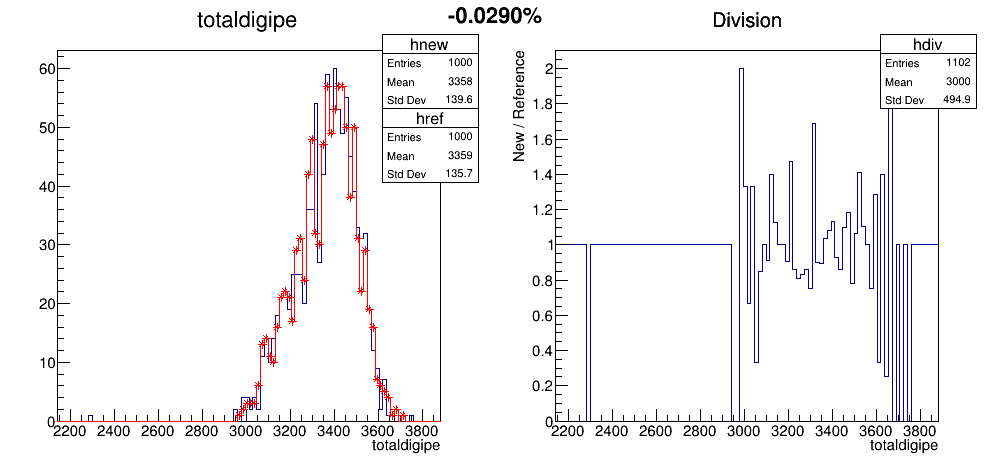 totaldigipe
-0.0290%
Division
hnew
Entries 1000
Mean 3358
Std Dev 139.6
href
Entries 1000
Mean 3359
Std Dev 135.7
60
50
40
30
20
10
0
2200 2400 2600 2800 3000 3200 3400 3600 3800
totaldigipe
hdiv
Entries 1102
Mean 3000
Std Dev 494.9
New / Reference
2
1.8
1.6
1.4
1.2
1
0.8
0.6
0.4
0.2
0
2200 2400 2600 2800 3000 3200 3400 3600 3800
totaldigipe